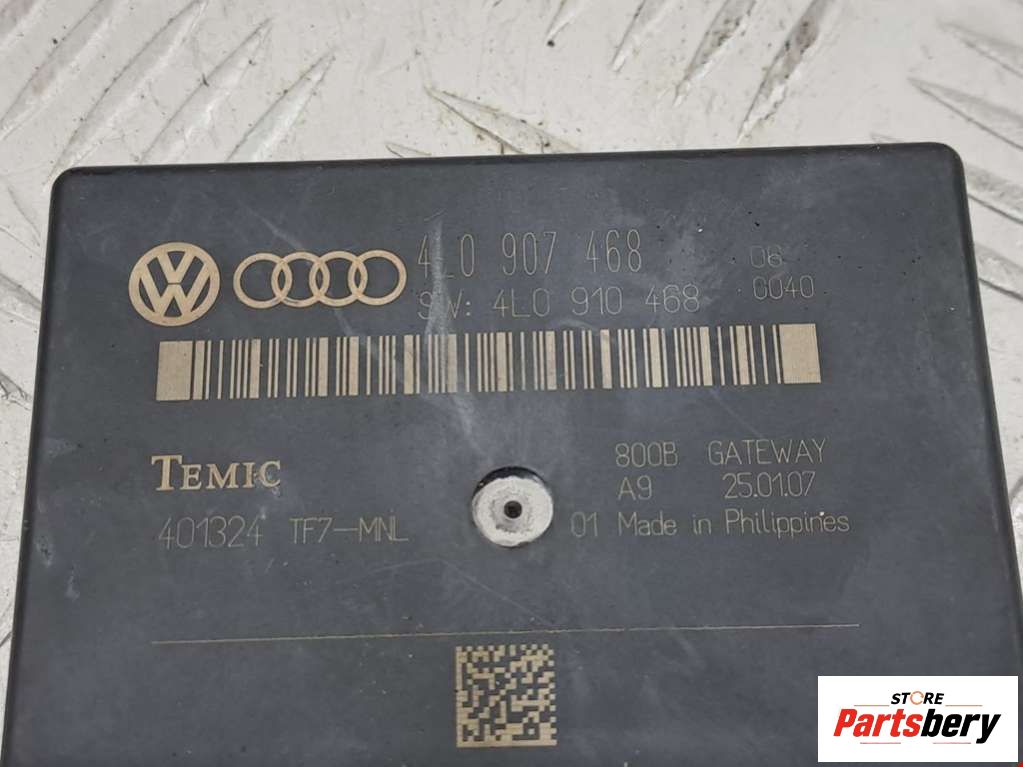 4L0 907 468 06
SW: 4L0 910 468 0040
TEMIC
800B GATEWAY
A9 25.01.07
401324 TF7-MNL 01 Made in Philippines
STORE
Partsbery